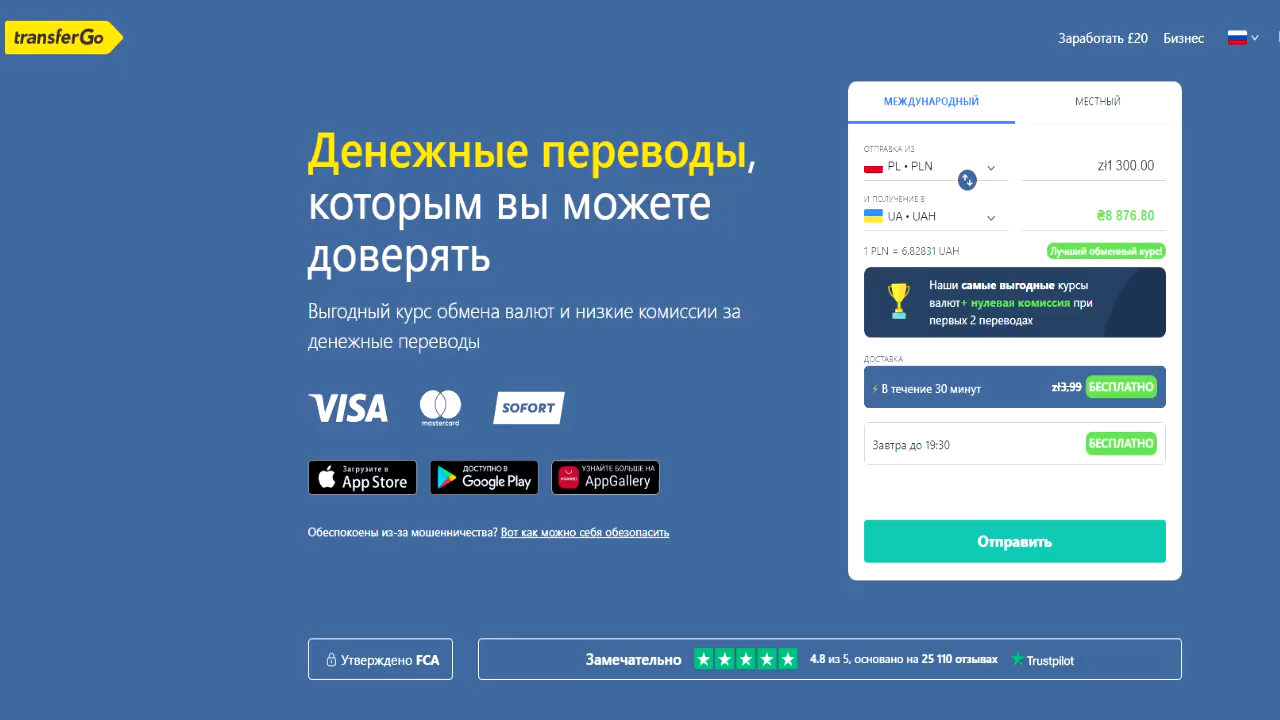 transferGo
Заработать £20 Бизнес
Денежные переводы,
которым вы можете
доверять
Выгодный курс обмена валют и низкие комиссии за
денежные переводы
VISA mastercard SOFORT
Загрузите в
App Store
ДОСТУПНО В
Google Play
УЗНАЙТЕ БОЛЬШЕ НА
AppGallery
HUAWEI
Обеспокоены из-за мошенничества? Вот как можно себя обезопасить
МЕЖДУНАРОДНЫЙ МЕСТНЫЙ
ОТПРАВКА ИЗ
PL • PLN zł1 300.00
И ПОЛУЧЕНИЕ В
UA • UAH ₴8 876.80
1 PLN = 6.82831 UAH Лучший обменный курс!
Наши самые выгодные курсы
валют+ нулевая комиссия при
первых 2 переводах
ДОСТАВКА
В течение 30 минут zł3,99 БЕСПЛАТНО
Завтра до 19:30 БЕСПЛАТНО
Отправить
Утверждено FCA
Замечательно 4.8 из 5, основано на 25 110 отзывах Trustpilot